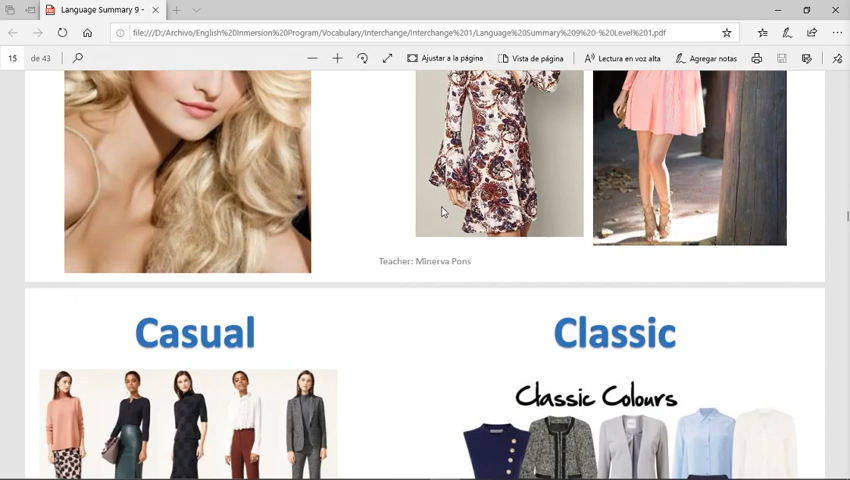 Language Summary 9 -
file:///D:/Archivo/English%20Inmersion%20Program/Vocabulary/Interchange/Interchange%201/Language%20Summary%209%20-%20Level%201.pdf
15 de 43
Ajustar a la página
Vista de página
Lectura en voz alta
Agregar notas
Teacher: Minerva Pons
Casual
Classic
Classic Colours